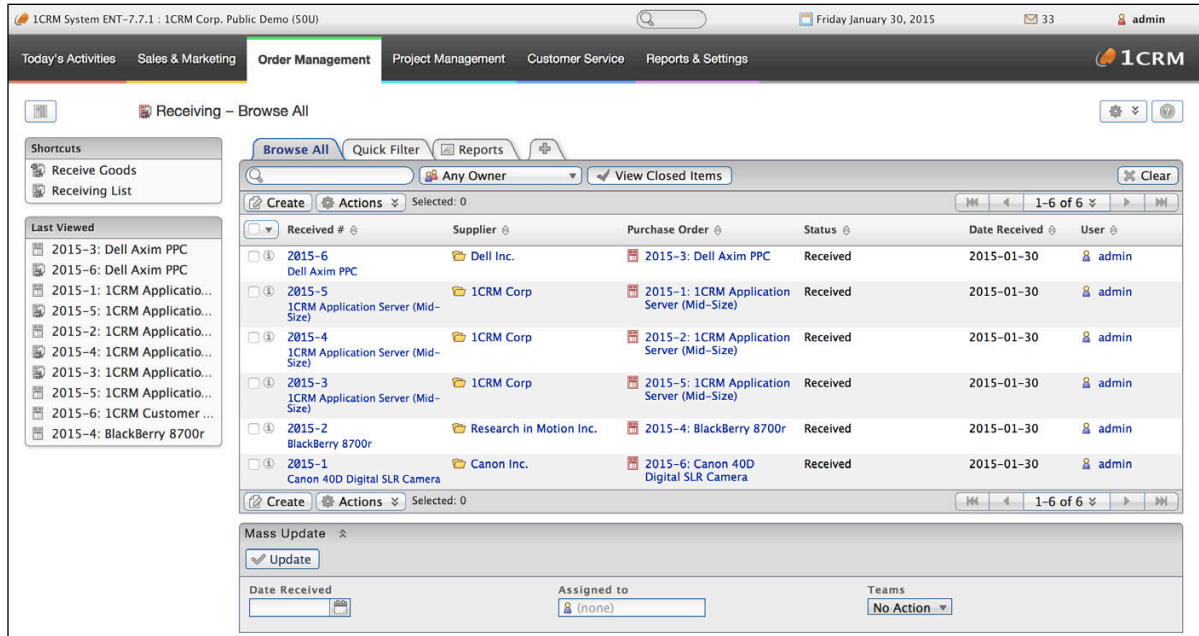 1CRM System ENT-7.7.1 : 1CRM Corp. Public Demo (50U)
Friday January 30, 2015
33
admin
Today's Activities
Sales & Marketing
Order Management
Project Management
Customer Service
Reports & Settings
1CRM
Receiving – Browse All
Shortcuts
Receive Goods
Receiving List
Last Viewed
2015-3: Dell Axim PPC
2015-6: Dell Axim PPC
2015-1: 1CRM Applicatio...
2015-5: 1CRM Applicatio...
2015-2: 1CRM Applicatio...
2015-4: 1CRM Applicatio...
2015-3: 1CRM Applicatio...
2015-5: 1CRM Applicatio...
2015-6: 1CRM Customer ...
2015-4: BlackBerry 8700r
Browse All
Quick Filter
Reports
Any Owner
View Closed Items
Clear
Create
Actions
Selected: 0
1-6 of 6
Received #
Supplier
Purchase Order
Status
Date Received
User
2015-6
Dell Axim PPC
Dell Inc.
2015-3: Dell Axim PPC
Received
2015-01-30
admin
2015-5
1CRM Application Server (Mid-
Size)
1CRM Corp
2015-1: 1CRM Application
Server (Mid-Size)
Received
2015-01-30
admin
2015-4
1CRM Application Server (Mid-
Size)
1CRM Corp
2015-2: 1CRM Application
Server (Mid-Size)
Received
2015-01-30
admin
2015-3
1CRM Application Server (Mid-
Size)
1CRM Corp
2015-5: 1CRM Application
Server (Mid-Size)
Received
2015-01-30
admin
2015-2
BlackBerry 8700r
Research in Motion Inc.
2015-4: BlackBerry 8700r
Received
2015-01-30
admin
2015-1
Canon 40D Digital SLR Camera
Canon Inc.
2015-6: Canon 40D
Digital SLR Camera
Received
2015-01-30
admin
Create
Actions
Selected: 0
1-6 of 6
Mass Update
Update
Date Received
Assigned to
(none)
Teams
No Action